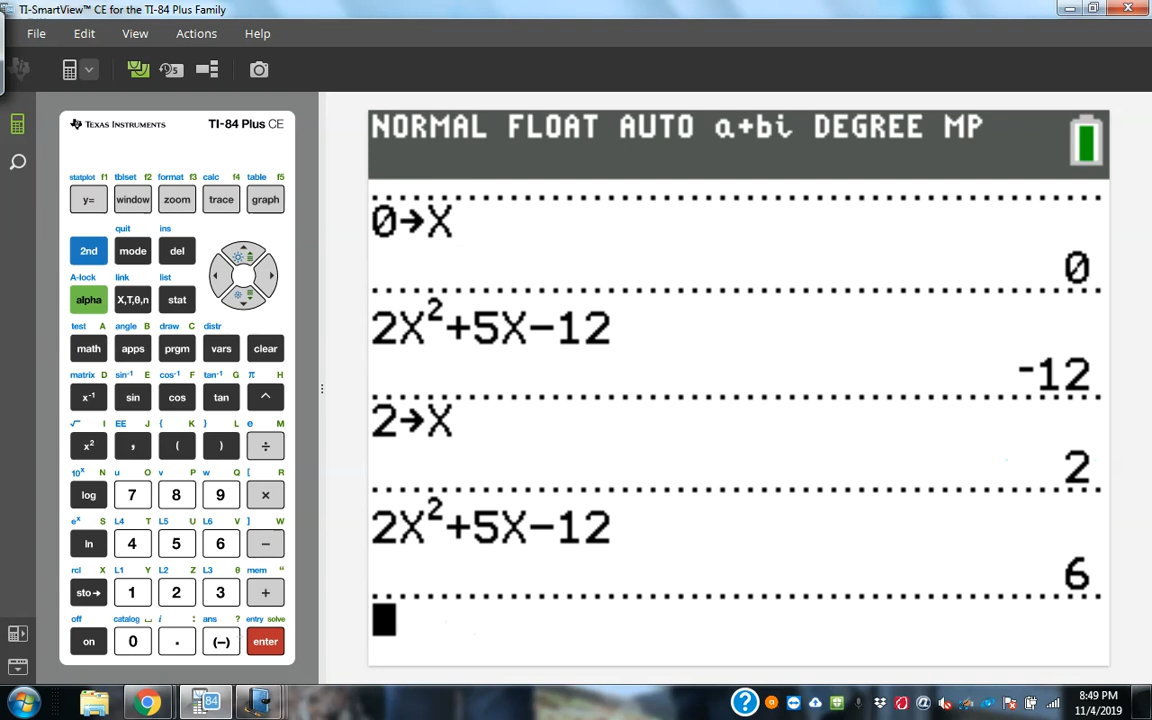 TI-SmartView™ CE for the TI-84 Plus Family
File Edit View Actions Help
TEXAS INSTRUMENTS TI-84 Plus CE
statplot f1 tblset f2 format f3 calc f4 table f5
y= window zoom trace graph
quit ins
2nd mode del
A-lock link list
alpha X,T,θ,n stat
test A angle B draw C distr
math apps prgm vars clear
matrix D sin⁻¹ E cos⁻¹ F tan⁻¹ G π H
x⁻¹ sin cos tan ^
√ I EE J { K } L e M
x² , ( ) ÷
10ˣ N u O v P w Q [ R
log 7 8 9 ×
eˣ S L4 T L5 U L6 V ] W
ln 4 5 6 −
rcl X L1 Y L2 Z L3 θ mem "
sto→ 1 2 3 +
off catalog ⎵ i : ans ? entry solve
on 0 . (−) enter
NORMAL FLOAT AUTO a+bi DEGREE MP
0→X
0
2X²+5X−12
-12
2→X
2
2X²+5X−12
6
84
8:49 PM
11/4/2019